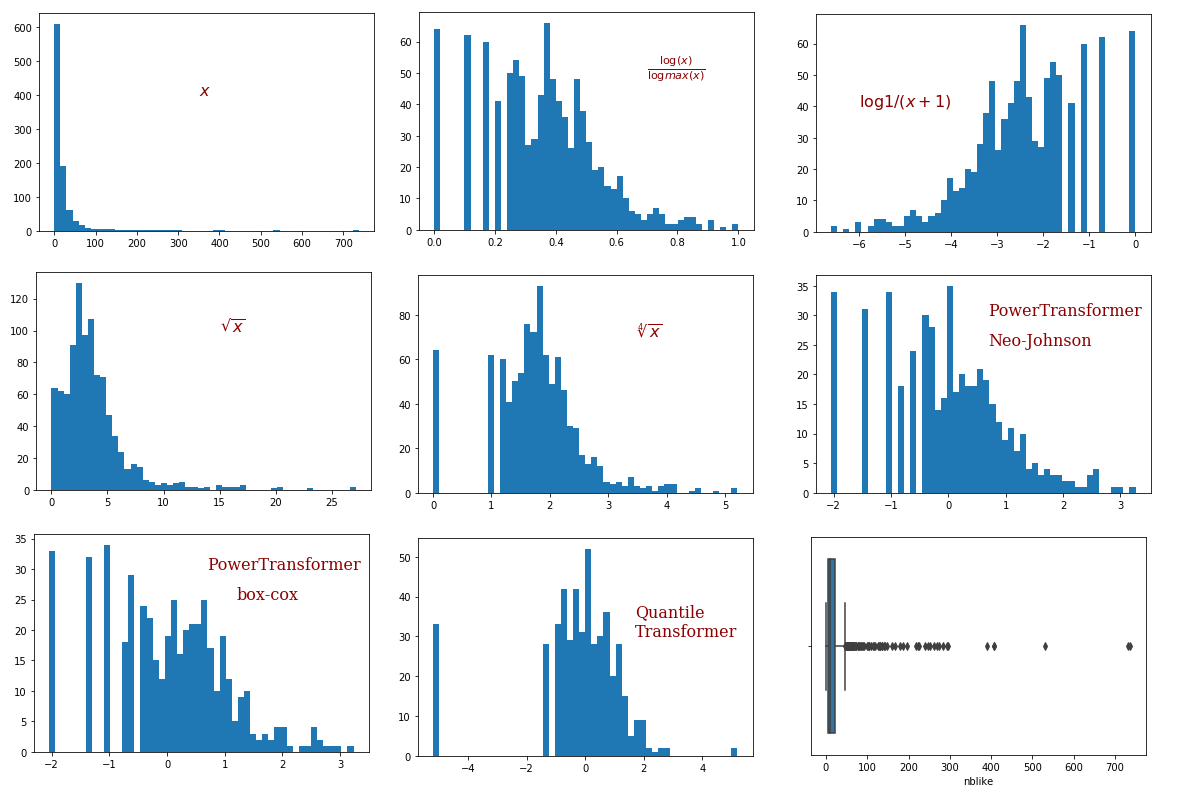 600
500
400
300
200
100
0
x
0 100 200 300 400 500 600 700
60
50
40
30
20
10
0
log(x)
logmax(x)
0.0 0.2 0.4 0.6 0.8 1.0
60
50
40
30
20
10
0
log1/(x + 1)
−6 −5 −4 −3 −2 −1 0
120
100
80
60
40
20
0
√x
0 5 10 15 20 25
80
60
40
20
0
∜x
0 1 2 3 4 5
35
30
25
20
15
10
5
0
PowerTransformer
Neo-Johnson
−2 −1 0 1 2 3
35
30
25
20
15
10
5
0
PowerTransformer
box-cox
−2 −1 0 1 2 3
50
40
30
20
10
0
Quantile
Transformer
−4 −2 0 2 4
0 100 200 300 400 500 600 700
nblike